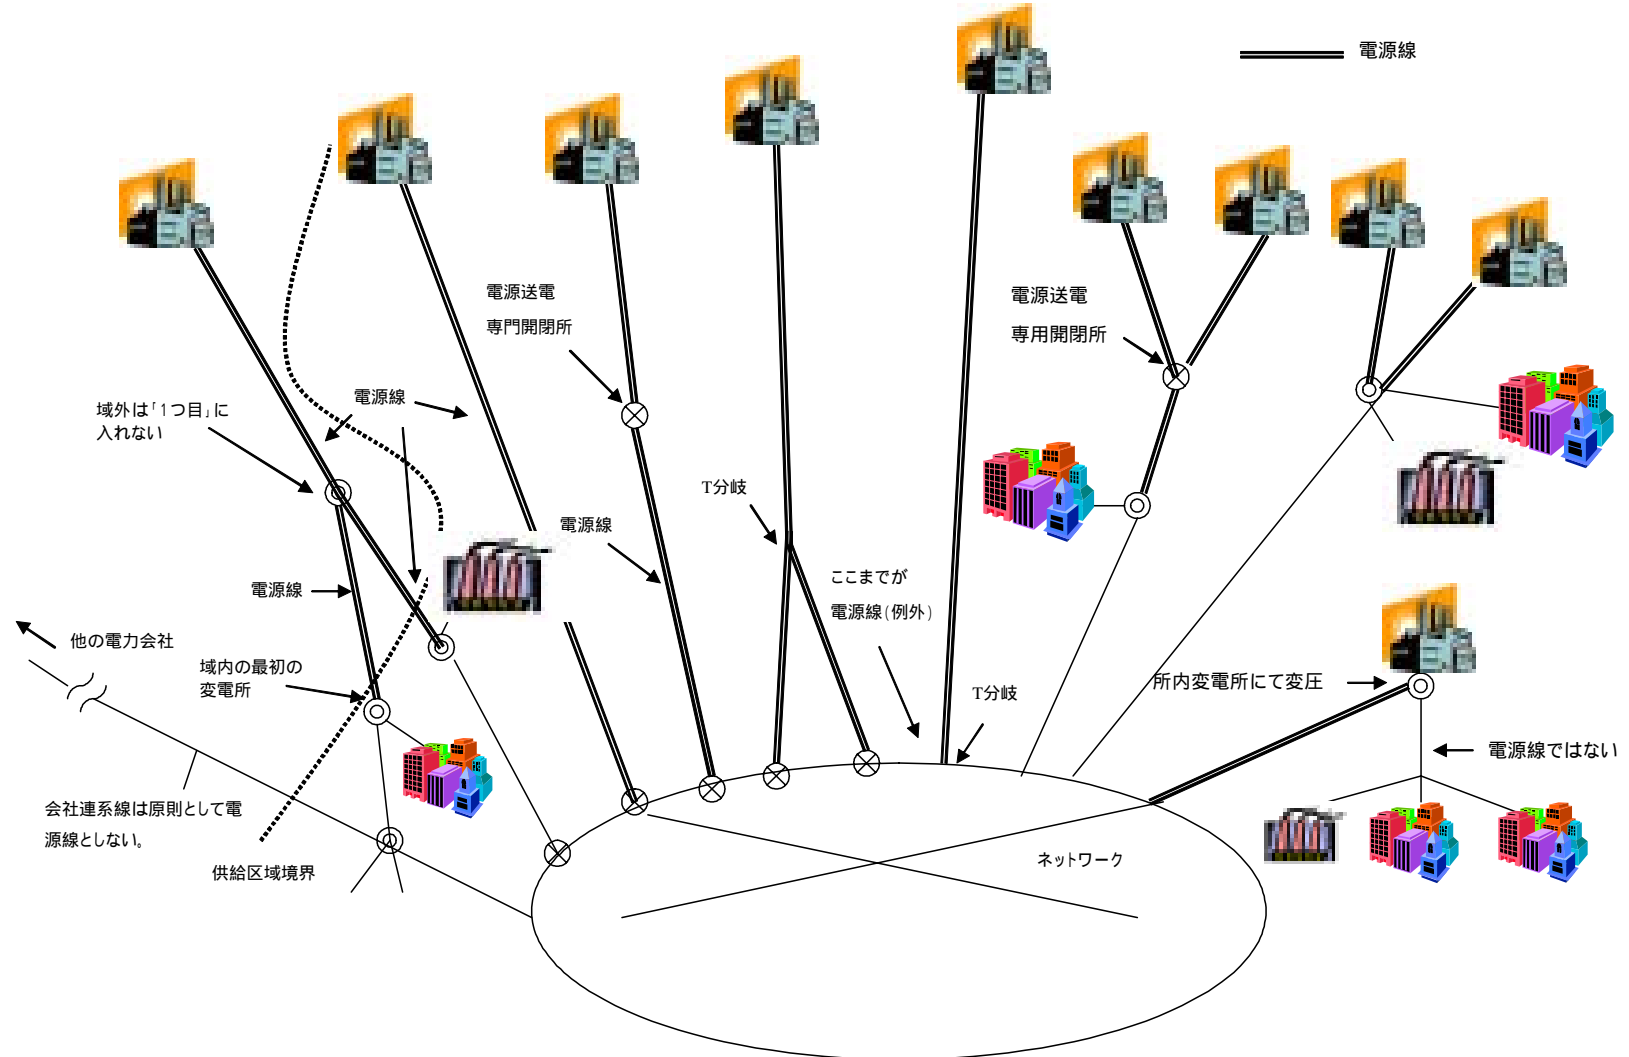 電源線
電源送電
専門開閉所
電源送電
専用開閉所
域外は「1つ目」に
入れない
電源線
T分岐
電源線
ここまでが
電源線(例外)
電源線
他の電力会社
域内の最初の
変電所
T分岐
所内変電所にて変圧
電源線ではない
会社連系線は原則として電
源線としない。
供給区域境界
ネットワーク